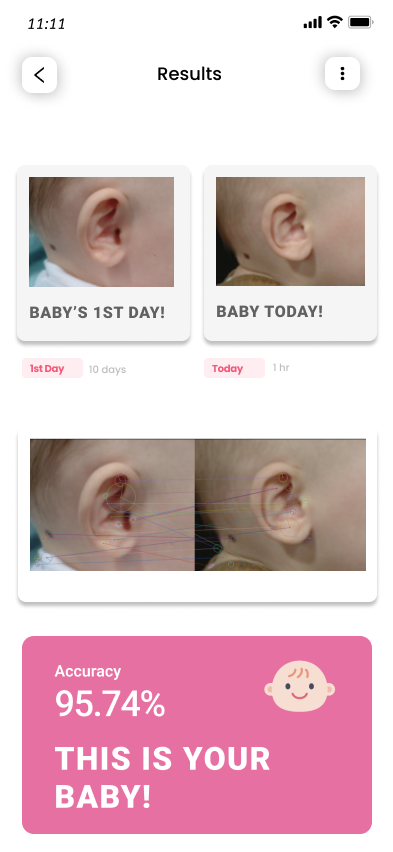 11:11
Results
BABY'S 1ST DAY!
BABY TODAY!
1st Day
10 days
Today
1 hr
Accuracy
95.74%
THIS IS YOUR
BABY!